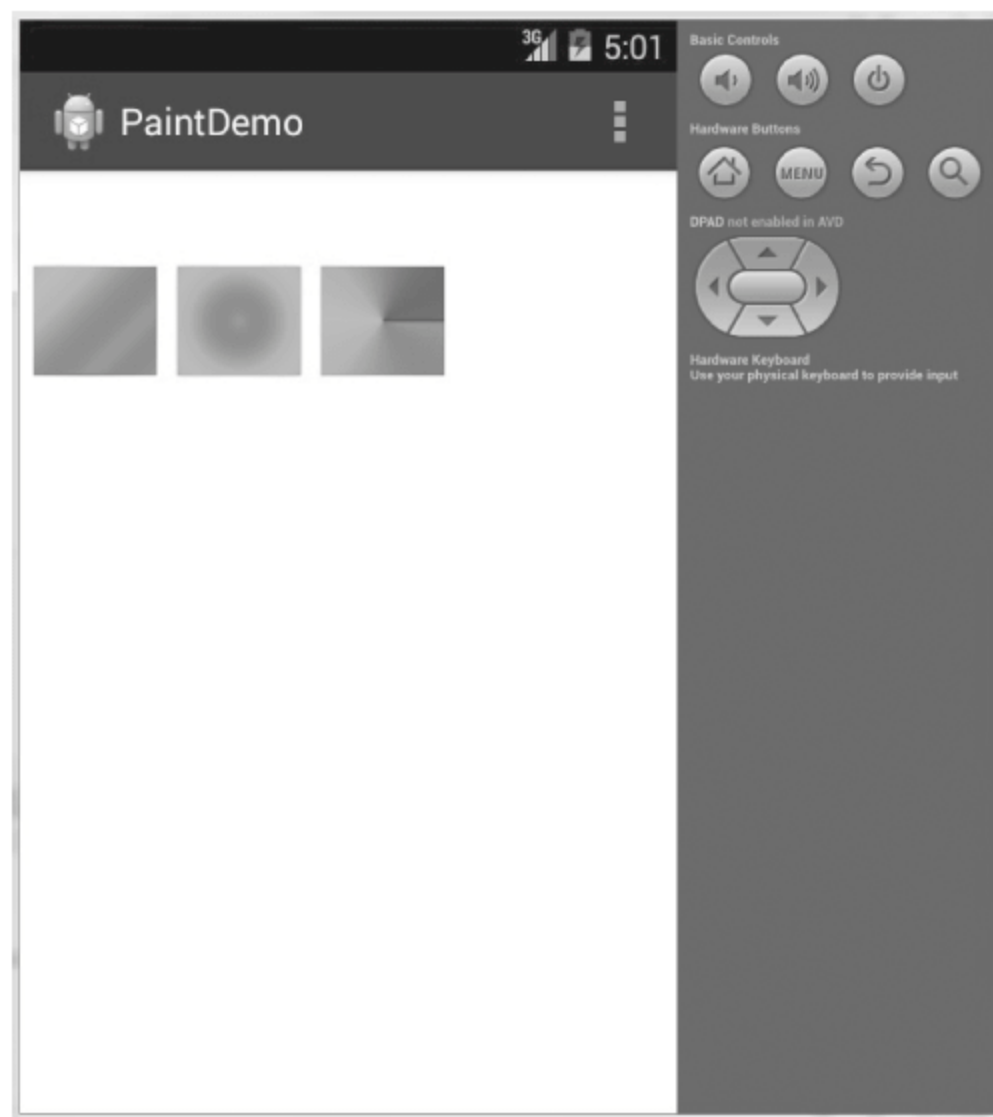 3G 5:01
PaintDemo
Basic Controls
Hardware Buttons
MENU
DPAD not enabled in AVD
Hardware Keyboard
Use your physical keyboard to provide input